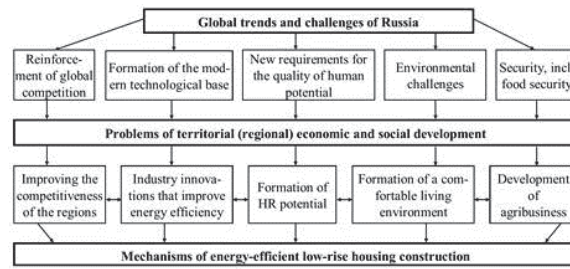 Global trends and challenges of Russia
Reinforce-
ment of global
competition
Formation of the mod-
ern technological base
New requirements for
the quality of human
potential
Environmental
challenges
Security, incl
food security
Problems of territorial (regional) economic and social development
Improving the
competitiveness
of the regions
Industry innova-
tions that improve
energy efficiency
Formation of
HR potential
Formation of a com-
fortable living
environment
Development
of
agribusiness
Mechanisms of energy-efficient low-rise housing construction